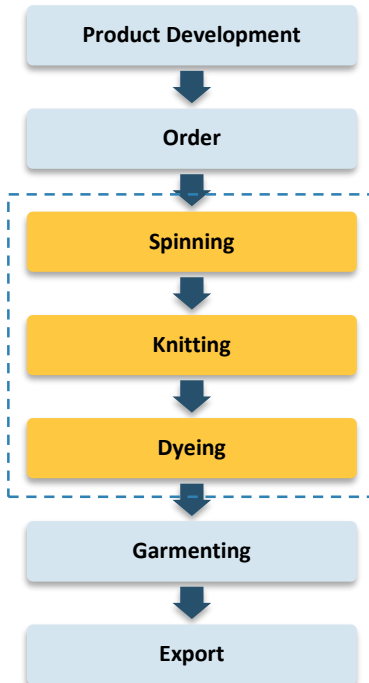 Product Development
Order
Spinning
Knitting
Dyeing
Garmenting
Export